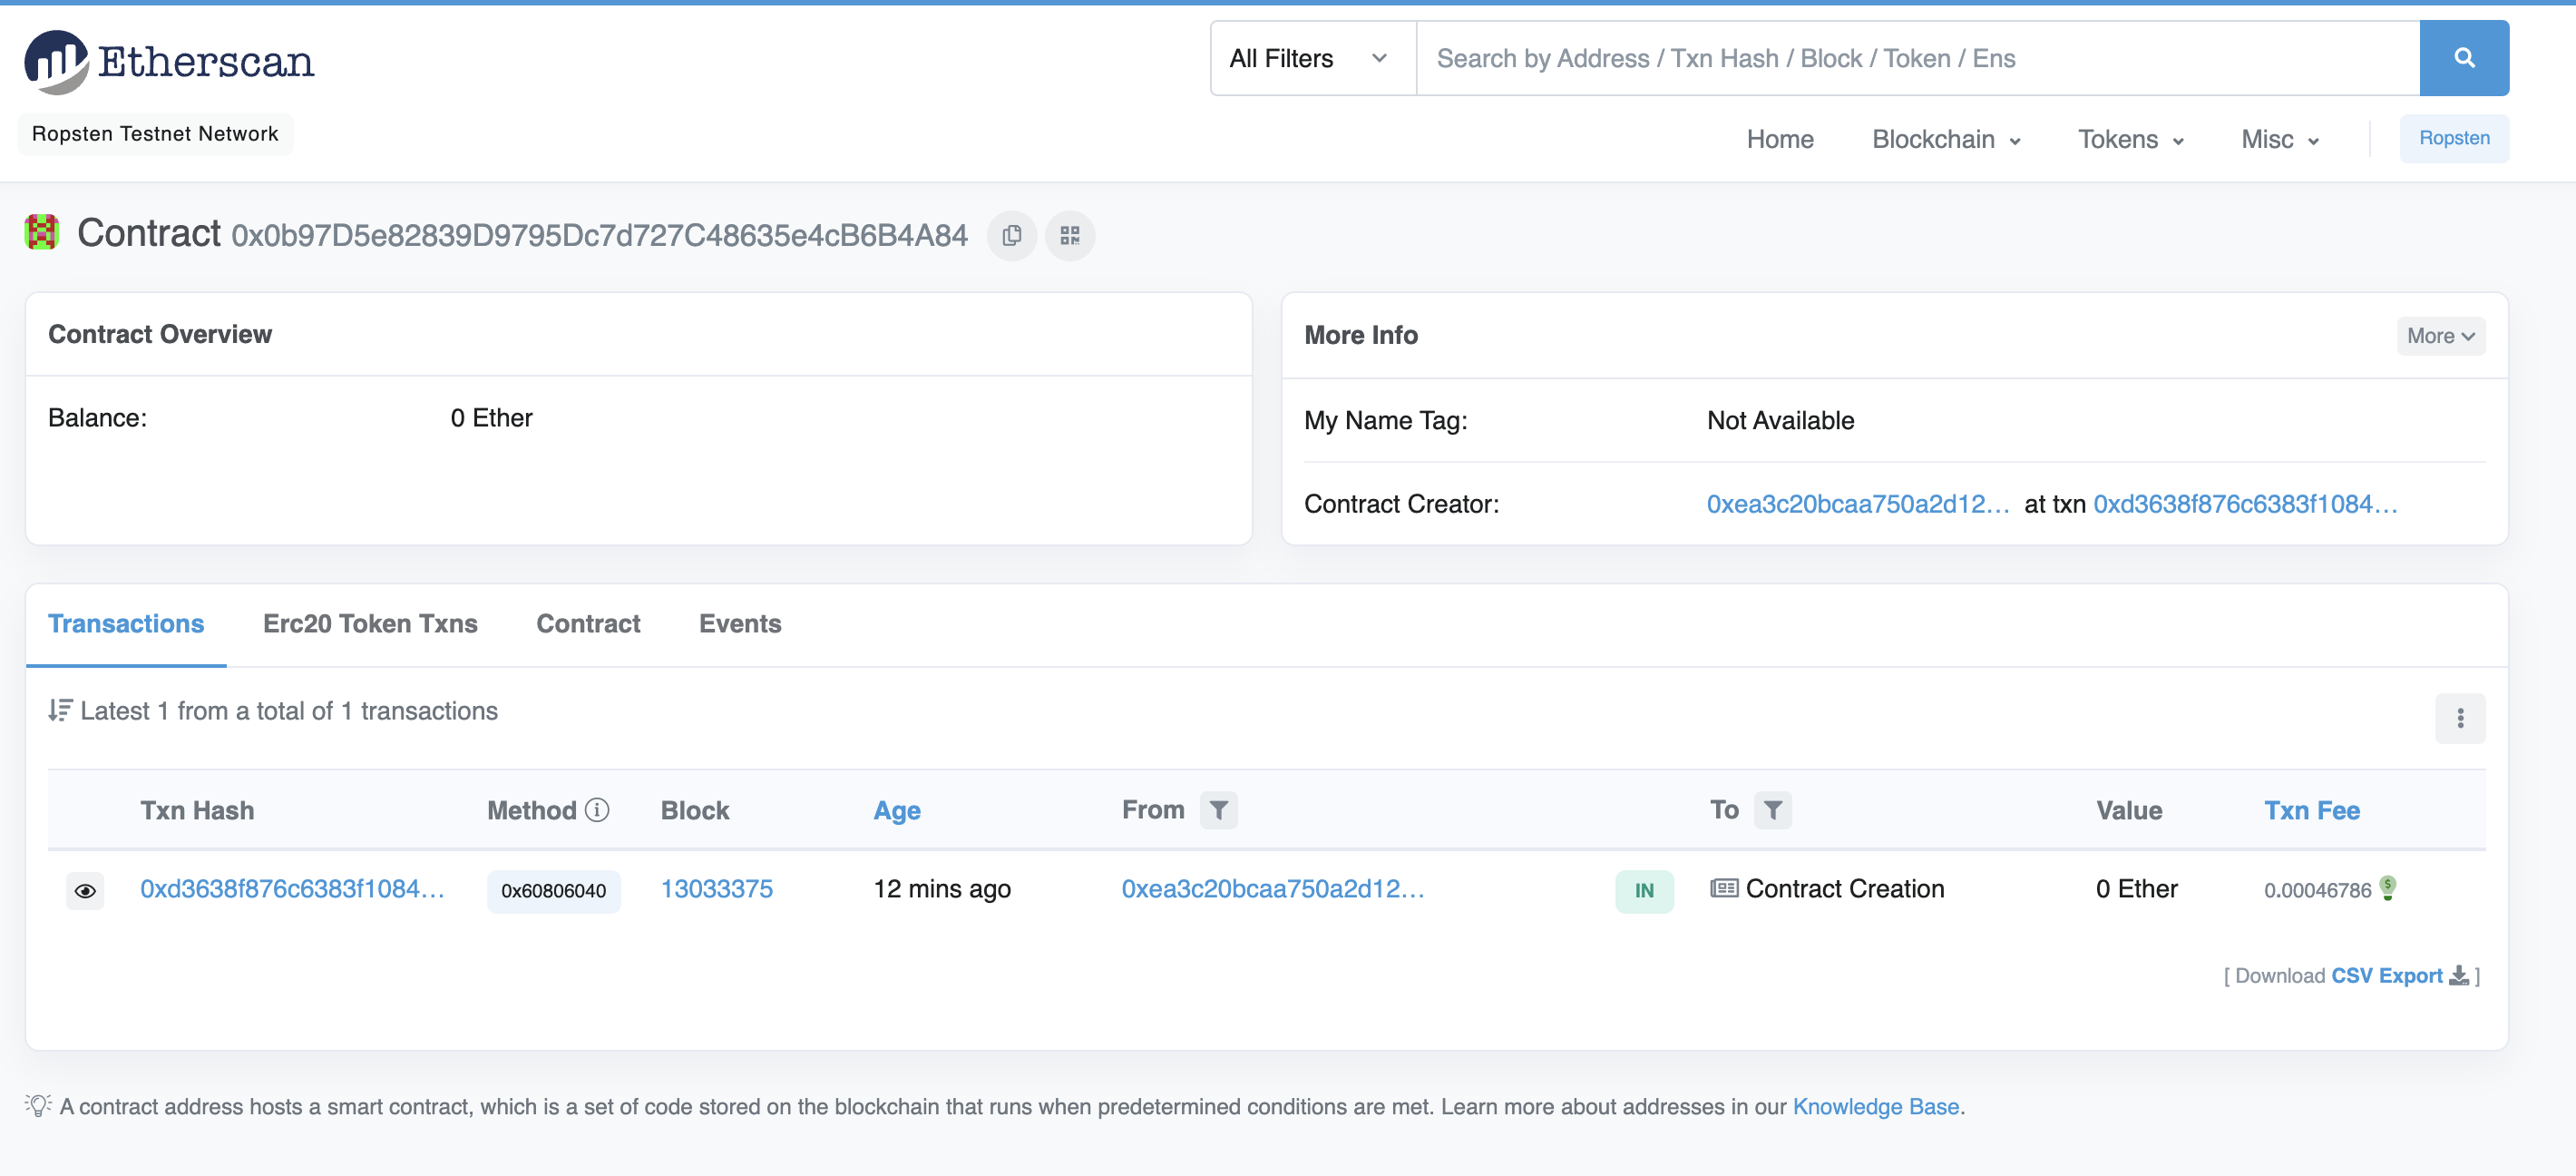 Etherscan
All Filters
Search by Address / Txn Hash / Block / Token / Ens
Ropsten Testnet Network
Home Blockchain Tokens Misc Ropsten
Contract 0x0b97D5e82839D9795Dc7d727C48635e4cB6B4A84
Contract Overview
Balance: 0 Ether
More Info
More
My Name Tag: Not Available
Contract Creator: 0xea3c20bcaa750a2d12... at txn 0xd3638f876c6383f1084...
Transactions Erc20 Token Txns Contract Events
Latest 1 from a total of 1 transactions
Txn Hash Method Block Age From To Value Txn Fee
0xd3638f876c6383f1084... 0x60806040 13033375 12 mins ago 0xea3c20bcaa750a2d12... IN Contract Creation 0 Ether 0.00046786
[ Download CSV Export ]
A contract address hosts a smart contract, which is a set of code stored on the blockchain that runs when predetermined conditions are met. Learn more about addresses in our Knowledge Base.